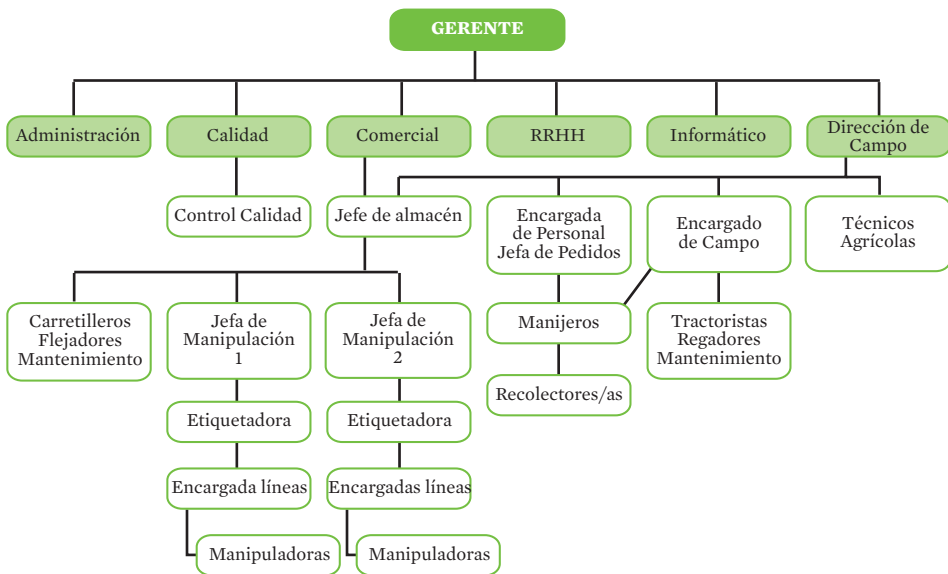 GERENTE
Administración
Calidad
Comercial
RRHH
Informático
Dirección de
Campo
Control Calidad
Jefe de almacén
Encargada
de Personal
Jefa de Pedidos
Encargado
de Campo
Técnicos
Agrícolas
Carretilleros
Flejadores
Mantenimiento
Jefa de
Manipulación
1
Jefa de
Manipulación
2
Manijeros
Tractoristas
Regadores
Mantenimiento
Recolectores/as
Etiquetadora
Etiquetadora
Encargada líneas
Encargadas líneas
Manipuladoras
Manipuladoras